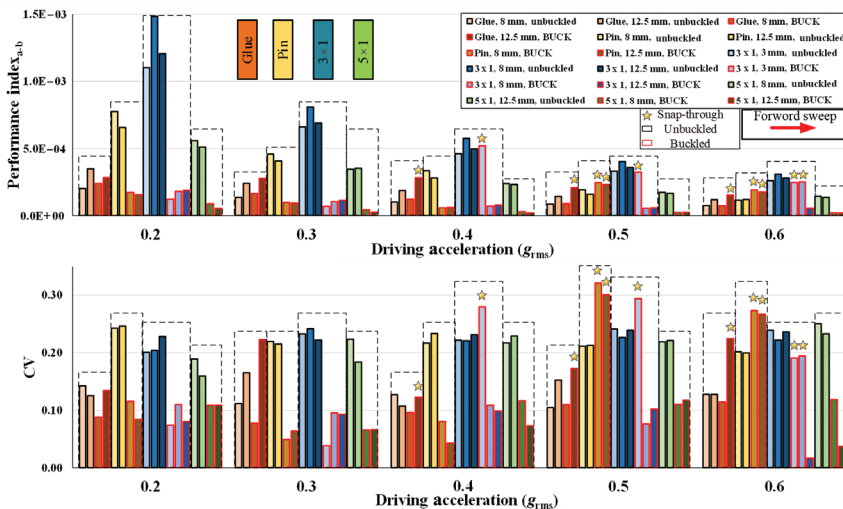 Performance index a-b
1.5E−03
1.0E−03
5.0E−04
0.0E+00
Glue
Pin
3 × 1
5 × 1
Glue, 8 mm, unbuckled
Glue, 12.5 mm, unbuckled
Glue, 8 mm, BUCK
Glue, 12.5 mm, BUCK
Pin, 8 mm, unbuckled
Pin, 12.5 mm, unbuckled
Pin, 8 mm, BUCK
Pin, 12.5 mm, BUCK
3 x 1, 3 mm, unbuckled
3 x 1, 8 mm, unbuckled
3 x 1, 12.5 mm, unbuckled
3 x 1, 3 mm, BUCK
3 x 1, 8 mm, BUCK
3 x 1, 12.5 mm, BUCK
5 x 1, 8 mm, unbuckled
5 x 1, 12.5 mm, unbuckled
5 x 1, 8 mm, BUCK
5 x 1, 12.5 mm, BUCK
Snap-through
Unbuckled
Buckled
Forword sweep
0.2 0.3 0.4 0.5 0.6
Driving acceleration (grms)
CV
0.30
0.20
0.10
0.00
0.2 0.3 0.4 0.5 0.6
Driving acceleration (grms)